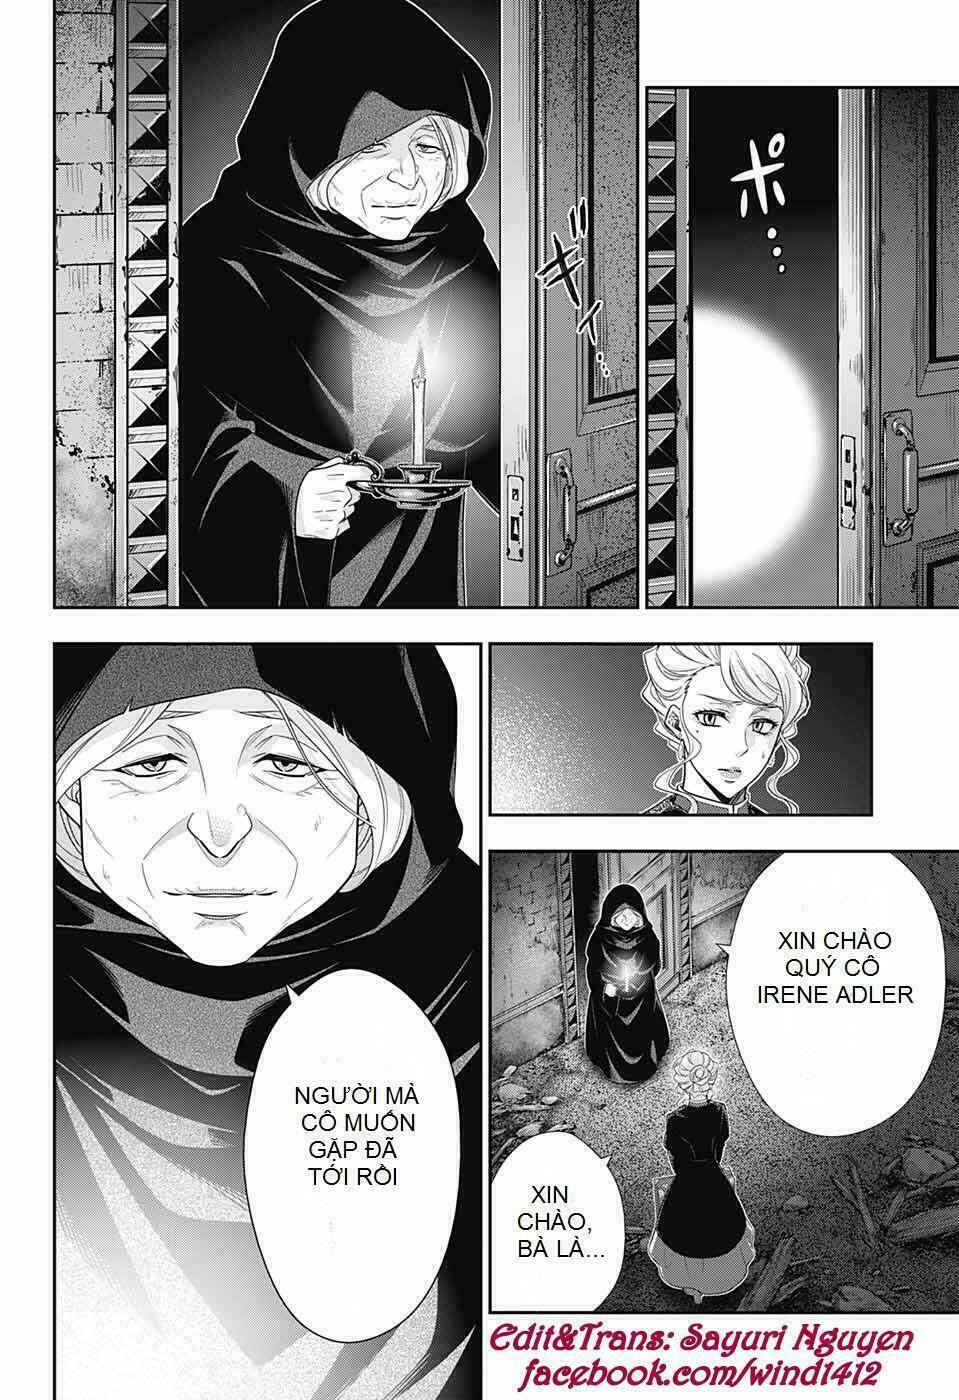 ポ…
ギィ…
XIN CHÀO
QUÝ CÔ
IRENE ADLER
XIN
CHÀO,
BÀ LÀ...
NGƯỜI MÀ
CÔ MUỐN
GẶP ĐÃ
TỚI RỒI
Edit&Trans: Sayuri Nguyen
facebook.com/wind1412